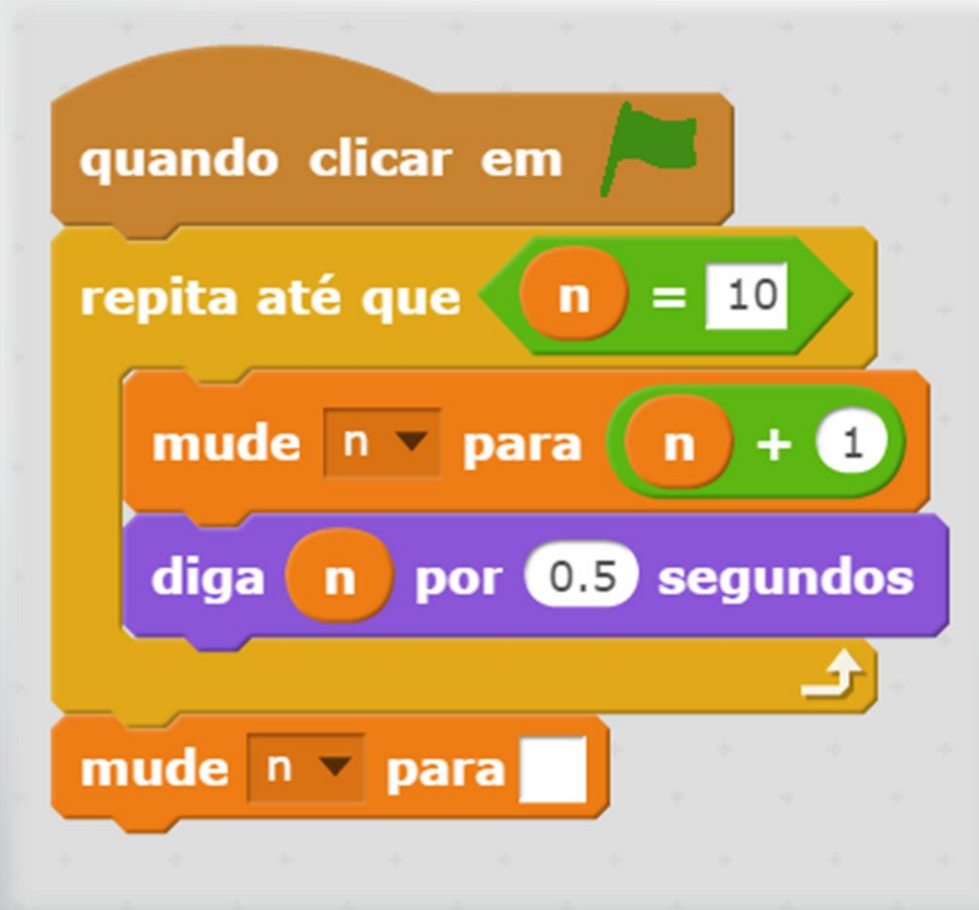 quando clicar em
repita até que n = 10
mude n para n + 1
diga n por 0.5 segundos
mude n para